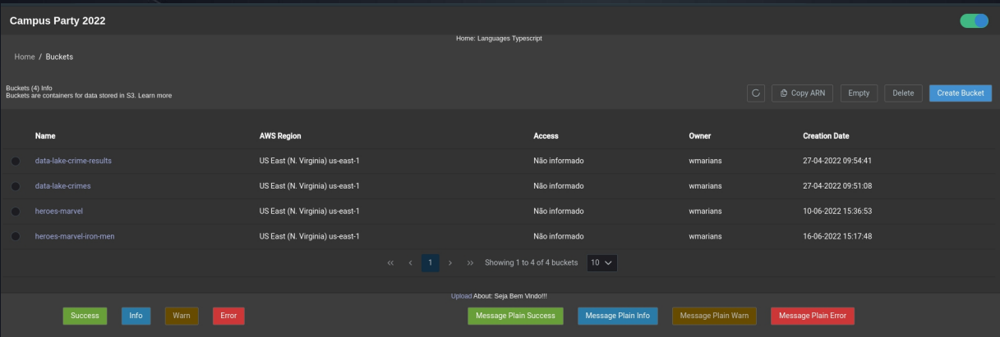 Campus Party 2022
Home: Languages Typescript
Home / Buckets
Buckets (4) Info
Buckets are containers for data stored in S3. Learn more
Copy ARN Empty Delete Create Bucket
Name AWS Region Access Owner Creation Date
data-lake-crime-results US East (N. Virginia) us-east-1 Não informado wmarians 27-04-2022 09:54:41
data-lake-crimes US East (N. Virginia) us-east-1 Não informado wmarians 27-04-2022 09:51:08
heroes-marvel US East (N. Virginia) us-east-1 Não informado wmarians 10-06-2022 15:36:53
heroes-marvel-iron-men US East (N. Virginia) us-east-1 Não informado wmarians 16-06-2022 15:17:48
« ‹ 1 › » Showing 1 to 4 of 4 buckets 10
Upload About: Seja Bem Vindo!!!
Success Info Warn Error Message Plain Success Message Plain Info Message Plain Warn Message Plain Error